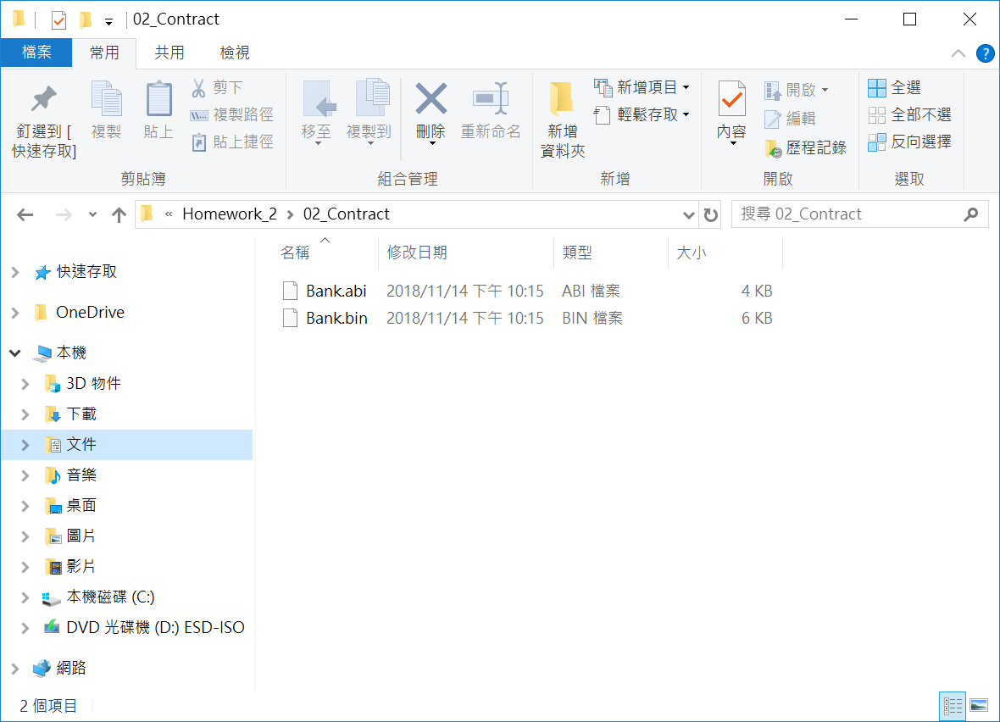 02_Contract
檔案 常用 共用 檢視
釘選到 [
快速存取]
複製
貼上
剪下
複製路徑
貼上捷徑
剪貼簿
移至
複製到
刪除
重新命名
組合管理
新增
資料夾
新增項目
輕鬆存取
新增
內容
開啟
編輯
歷程記錄
開啟
全選
全部不選
反向選擇
選取
« Homework_2 › 02_Contract
搜尋 02_Contract
快速存取
OneDrive
本機
3D 物件
下載
文件
音樂
桌面
圖片
影片
本機磁碟 (C:)
DVD 光碟機 (D:) ESD-ISO
網路
名稱 修改日期 類型 大小
Bank.abi 2018/11/14 下午 10:15 ABI 檔案 4 KB
Bank.bin 2018/11/14 下午 10:15 BIN 檔案 6 KB
2 個項目